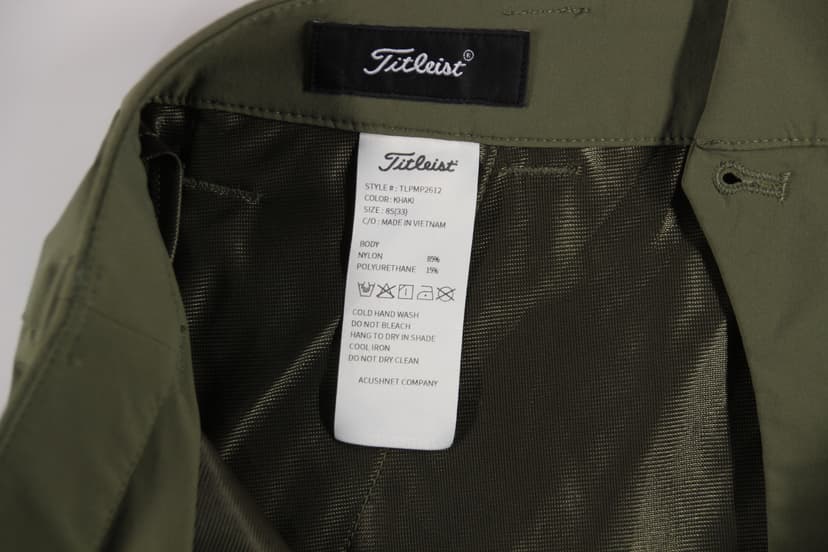 Titleist®
Titleist
STYLE # : TLPMP2612
COLOR : KHAKI
SIZE : 85(33)
C/O : MADE IN VIETNAM
BODY
NYLON 85%
POLYURETHANE 15%
COLD HAND WASH
DO NOT BLEACH
HANG TO DRY IN SHADE
COOL IRON
DO NOT DRY CLEAN
ACUSHNET COMPANY